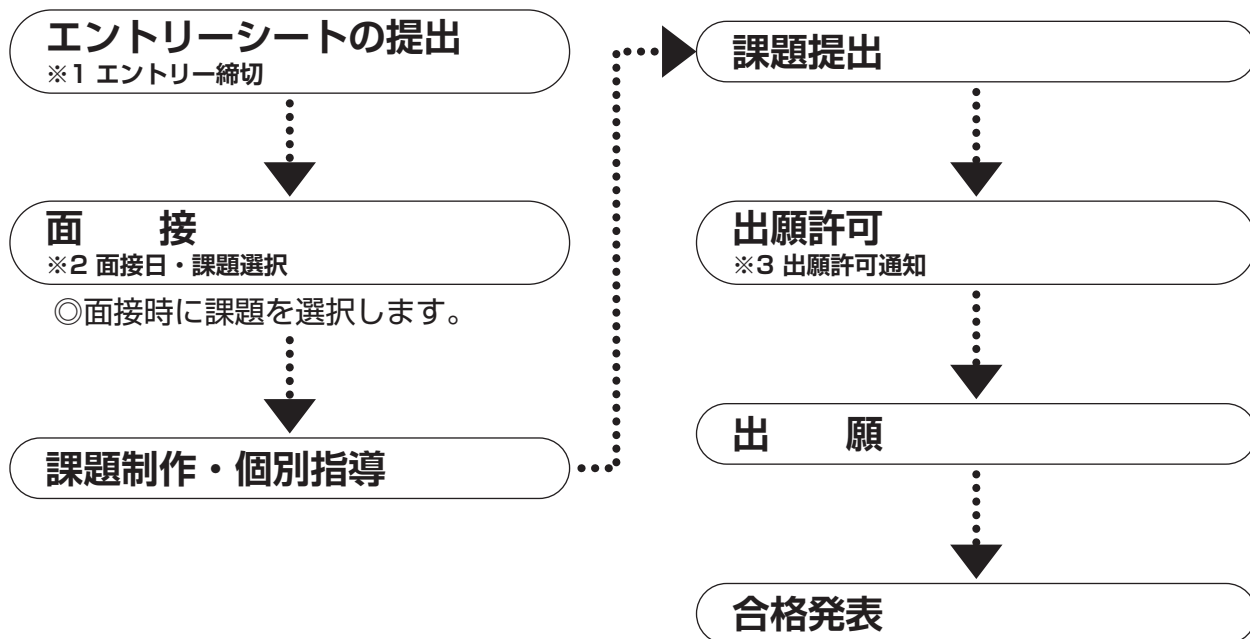 エントリーシートの提出
※1 エントリー締切
面　　接
※2 面接日・課題選択
◎面接時に課題を選択します。
課題制作・個別指導
課題提出
出願許可
※3 出願許可通知
出　　願
合格発表